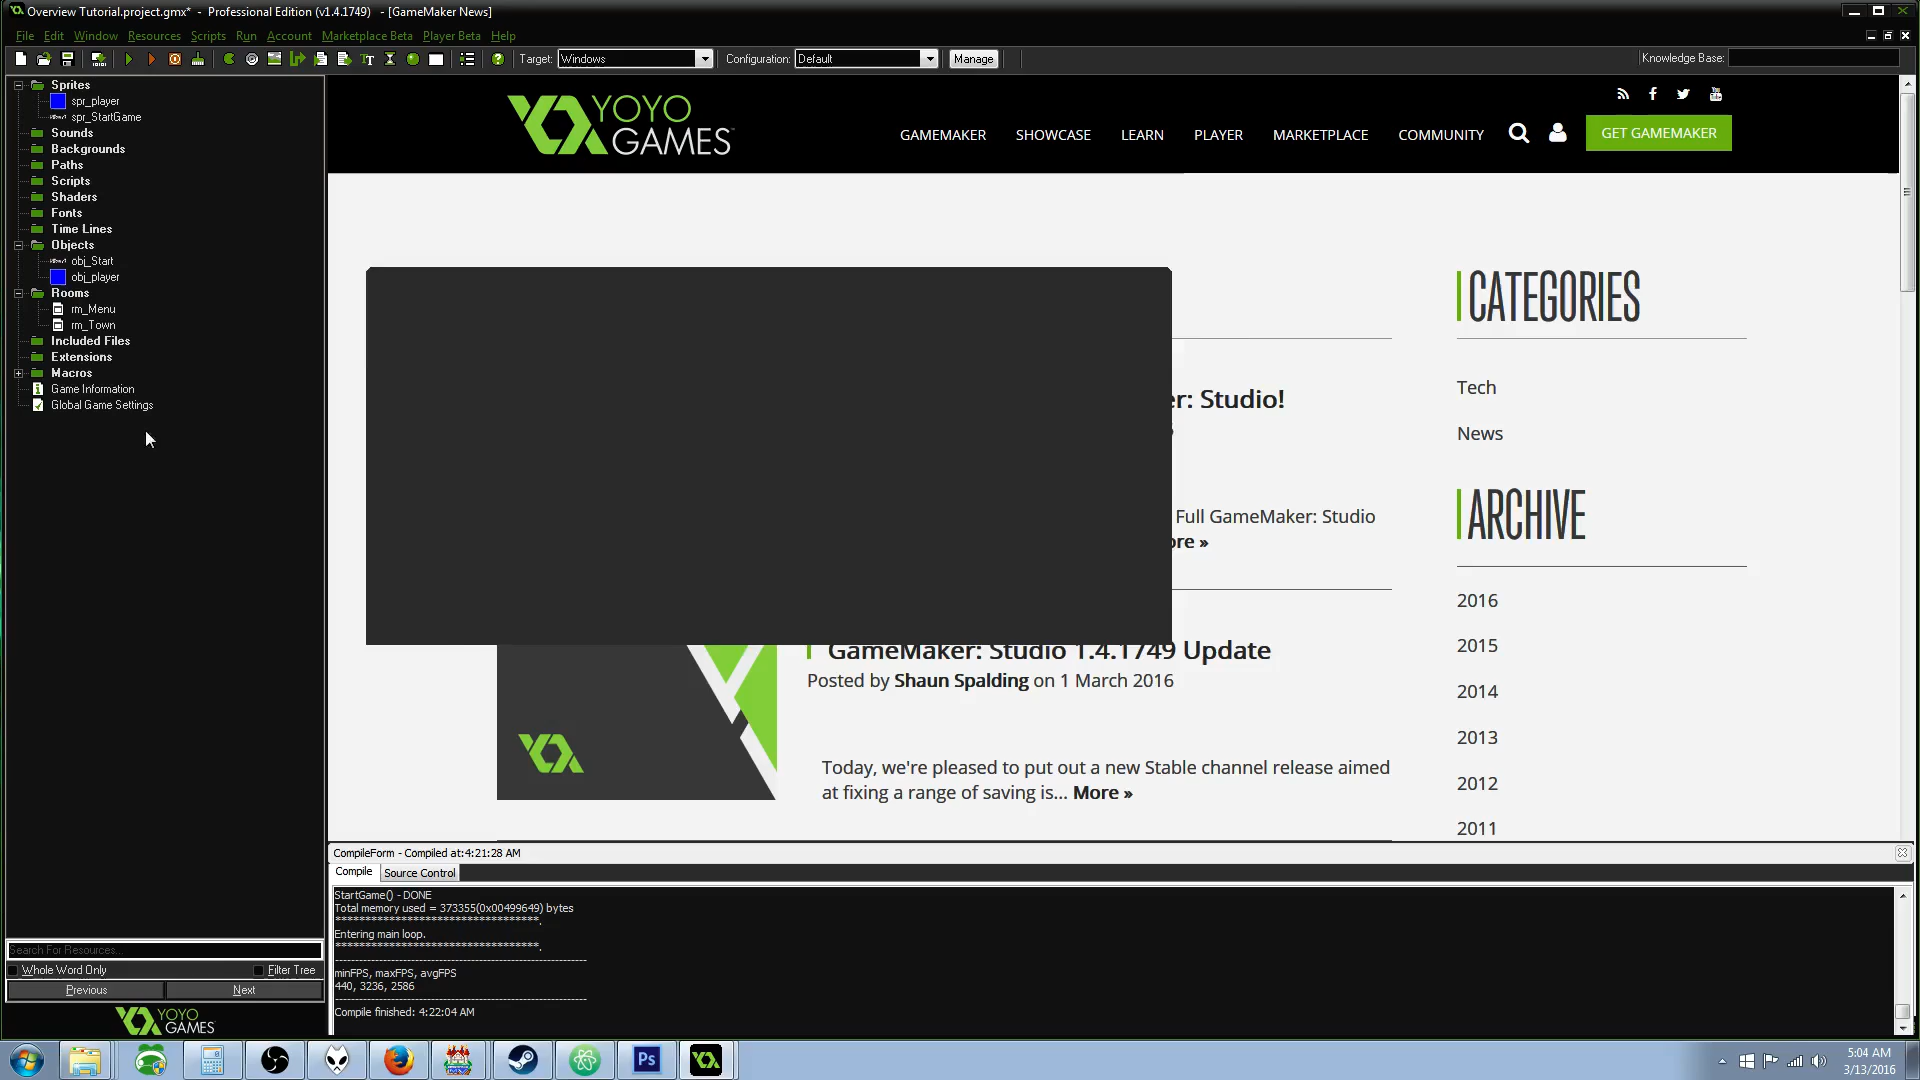 Overview Tutorial.project.gmx* - Professional Edition (v1.4.1749) - [GameMaker News]
File Edit Window Resources Scripts Run Account Marketplace Beta Player Beta Help
Target: Windows Configuration: Default Manage Knowledge Base:
Sprites
spr_player
spr_StartGame
Sounds
Backgrounds
Paths
Scripts
Shaders
Fonts
Time Lines
Objects
obj_Start
obj_player
Rooms
rm_Menu
rm_Town
Included Files
Extensions
Macros
Game Information
Global Game Settings
Search For Resources...
Whole Word Only Filter Tree
Previous Next
YOYO
GAMES
YOYO
GAMES
GAMEMAKER SHOWCASE LEARN PLAYER MARKETPLACE COMMUNITY GET GAMEMAKER
er: Studio!
Full GameMaker: Studio
ore »
GameMaker: Studio 1.4.1749 Update
Posted by Shaun Spalding on 1 March 2016
Today, we're pleased to put out a new Stable channel release aimed
at fixing a range of saving is... More »
CATEGORIES
Tech
News
ARCHIVE
2016
2015
2014
2013
2012
2011
CompileForm - Compiled at:4:21:28 AM
Compile Source Control
StartGame() - DONE
Total memory used = 373355(0x00499649) bytes
**********************************.
Entering main loop.
**********************************.
minFPS, maxFPS, avgFPS
440, 3236, 2586
Compile finished: 4:22:04 AM
Ps
5:04 AM
3/13/2016